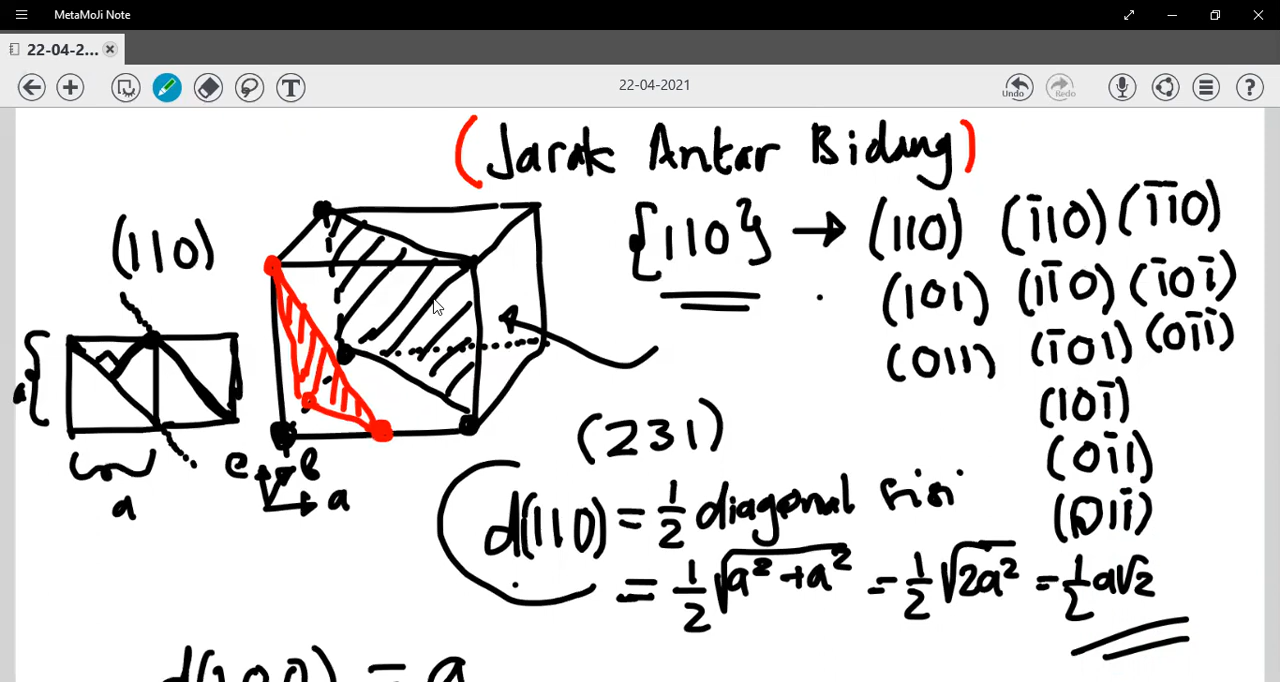 MetaMoJi Note
22-04-2...
22-04-2021
Undo
Redo
(Jarak Antar Bidang)
(110)
{110} → (110) (1̄10) (1̄1̄0)
(101) (11̄0) (1̄01̄)
(011) (1̄01) (01̄1̄)
(101̄)
(01̄1)
(011̄)
a
a
c b
a
(231)
d(110) = 1/2 diagonal sisi
= 1/2 √a²+a² = 1/2 √2a² = 1/2 a√2
d(100) = a